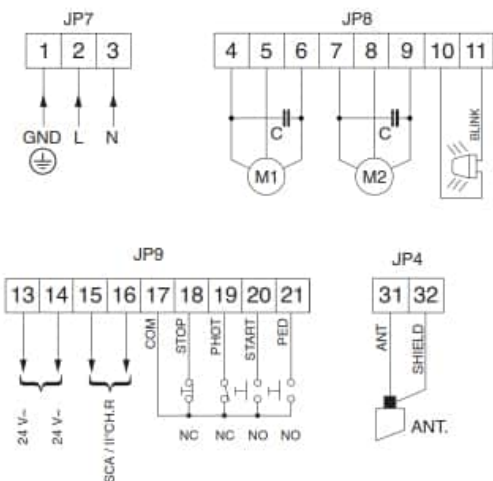 JP7
1 2 3
GND L N
JP8
4 5 6 7 8 9 10 11
C C
M1 M2
BLINK
JP9
13 14 15 16 17 18 19 20 21
COM STOP PHOT START PED
24 V~ 24 V~ SCA / II°CH.R
NC NC NO NO
JP4
31 32
ANT SHIELD
ANT.